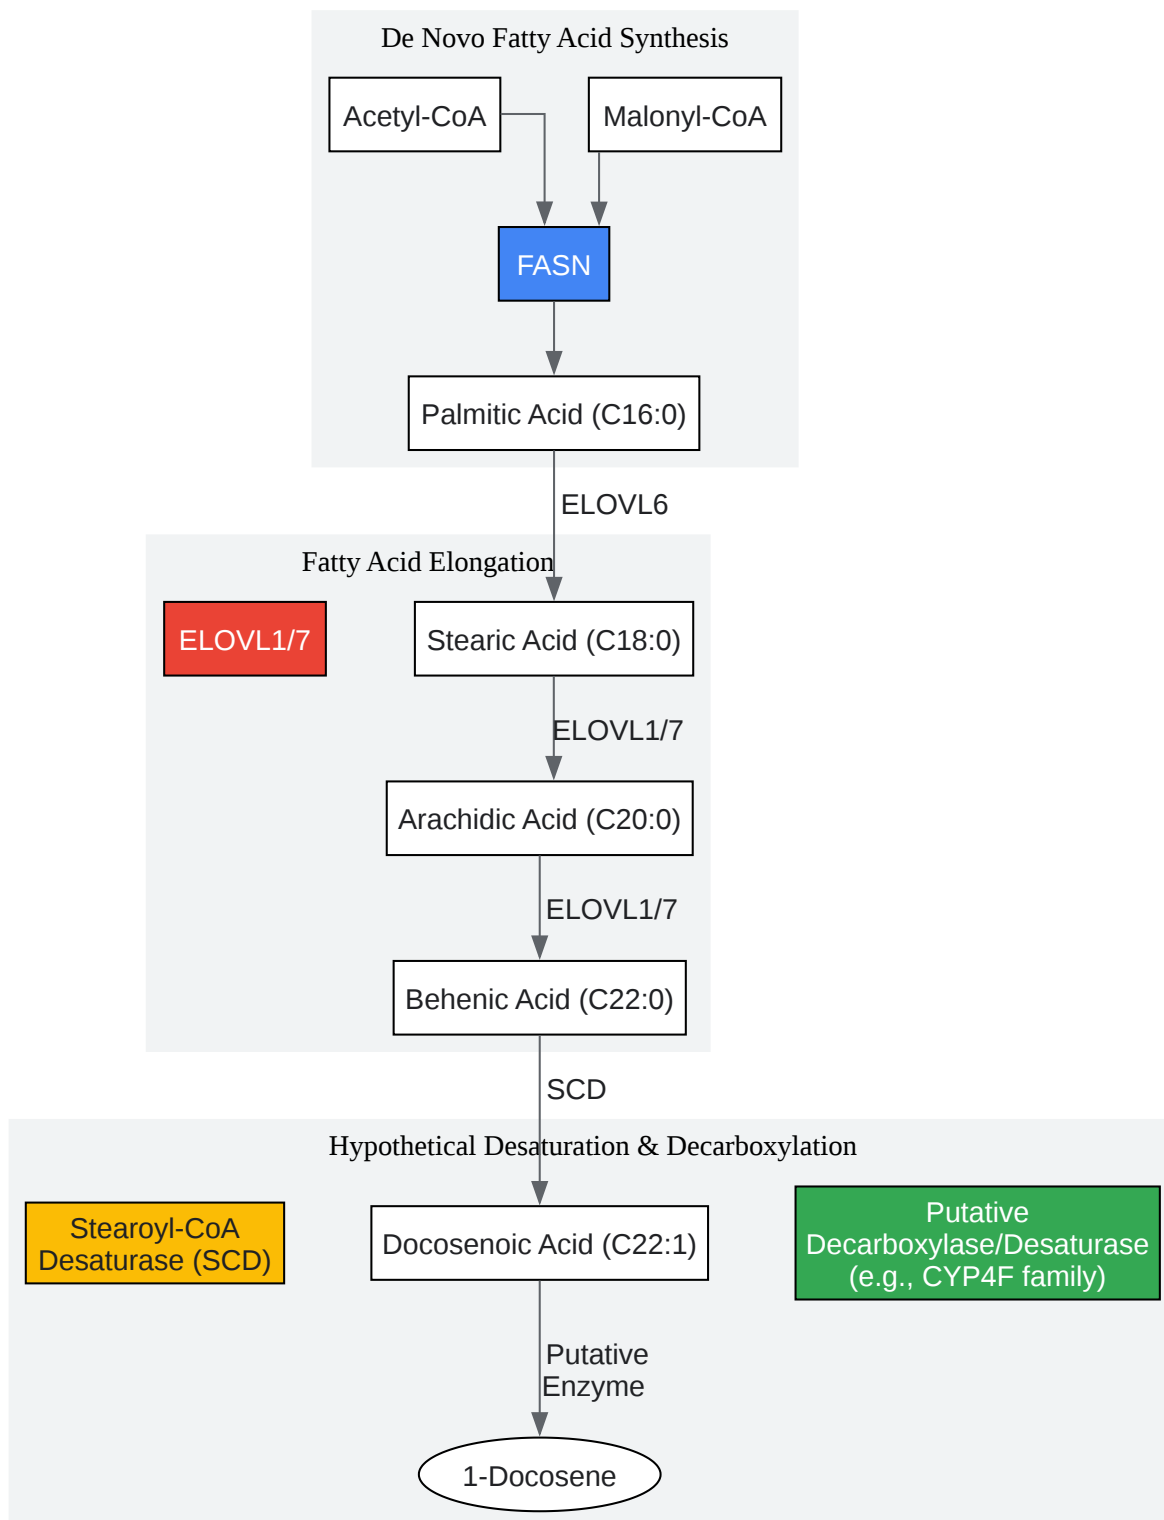 De Novo Fatty Acid Synthesis
Acetyl-CoA
Malonyl-CoA
FASN
Palmitic Acid (C16:0)
ELOVL6
Fatty Acid Elongation
ELOVL1/7
Stearic Acid (C18:0)
ELOVL1/7
Arachidic Acid (C20:0)
ELOVL1/7
Behenic Acid (C22:0)
SCD
Hypothetical Desaturation & Decarboxylation
Stearoyl-CoA
Desaturase (SCD)
Docosenoic Acid (C22:1)
Putative
Decarboxylase/Desaturase
(e.g., CYP4F family)
Putative
Enzyme
1-Docosene